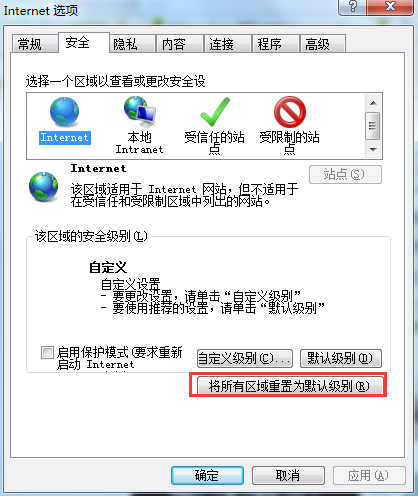 Internet 选项
常规 安全 隐私 内容 连接 程序 高级
选择一个区域以查看或更改安全设
Internet 本地 Intranet 受信任的站点 受限制的站点
Internet
站点(S)
该区域适用于 Internet 网站,但不适用于
在受信任和受限制区域中列出的网站。
该区域的安全级别(L)
自定义
自定义设置
- 要更改设置,请单击“自定义级别”
- 要使用推荐的设置,请单击“默认级别”
启用保护模式(要求重新
启动 Internet
自定义级别(C)... 默认级别(D)
将所有区域重置为默认级别(R)
确定 取消 应用(A)